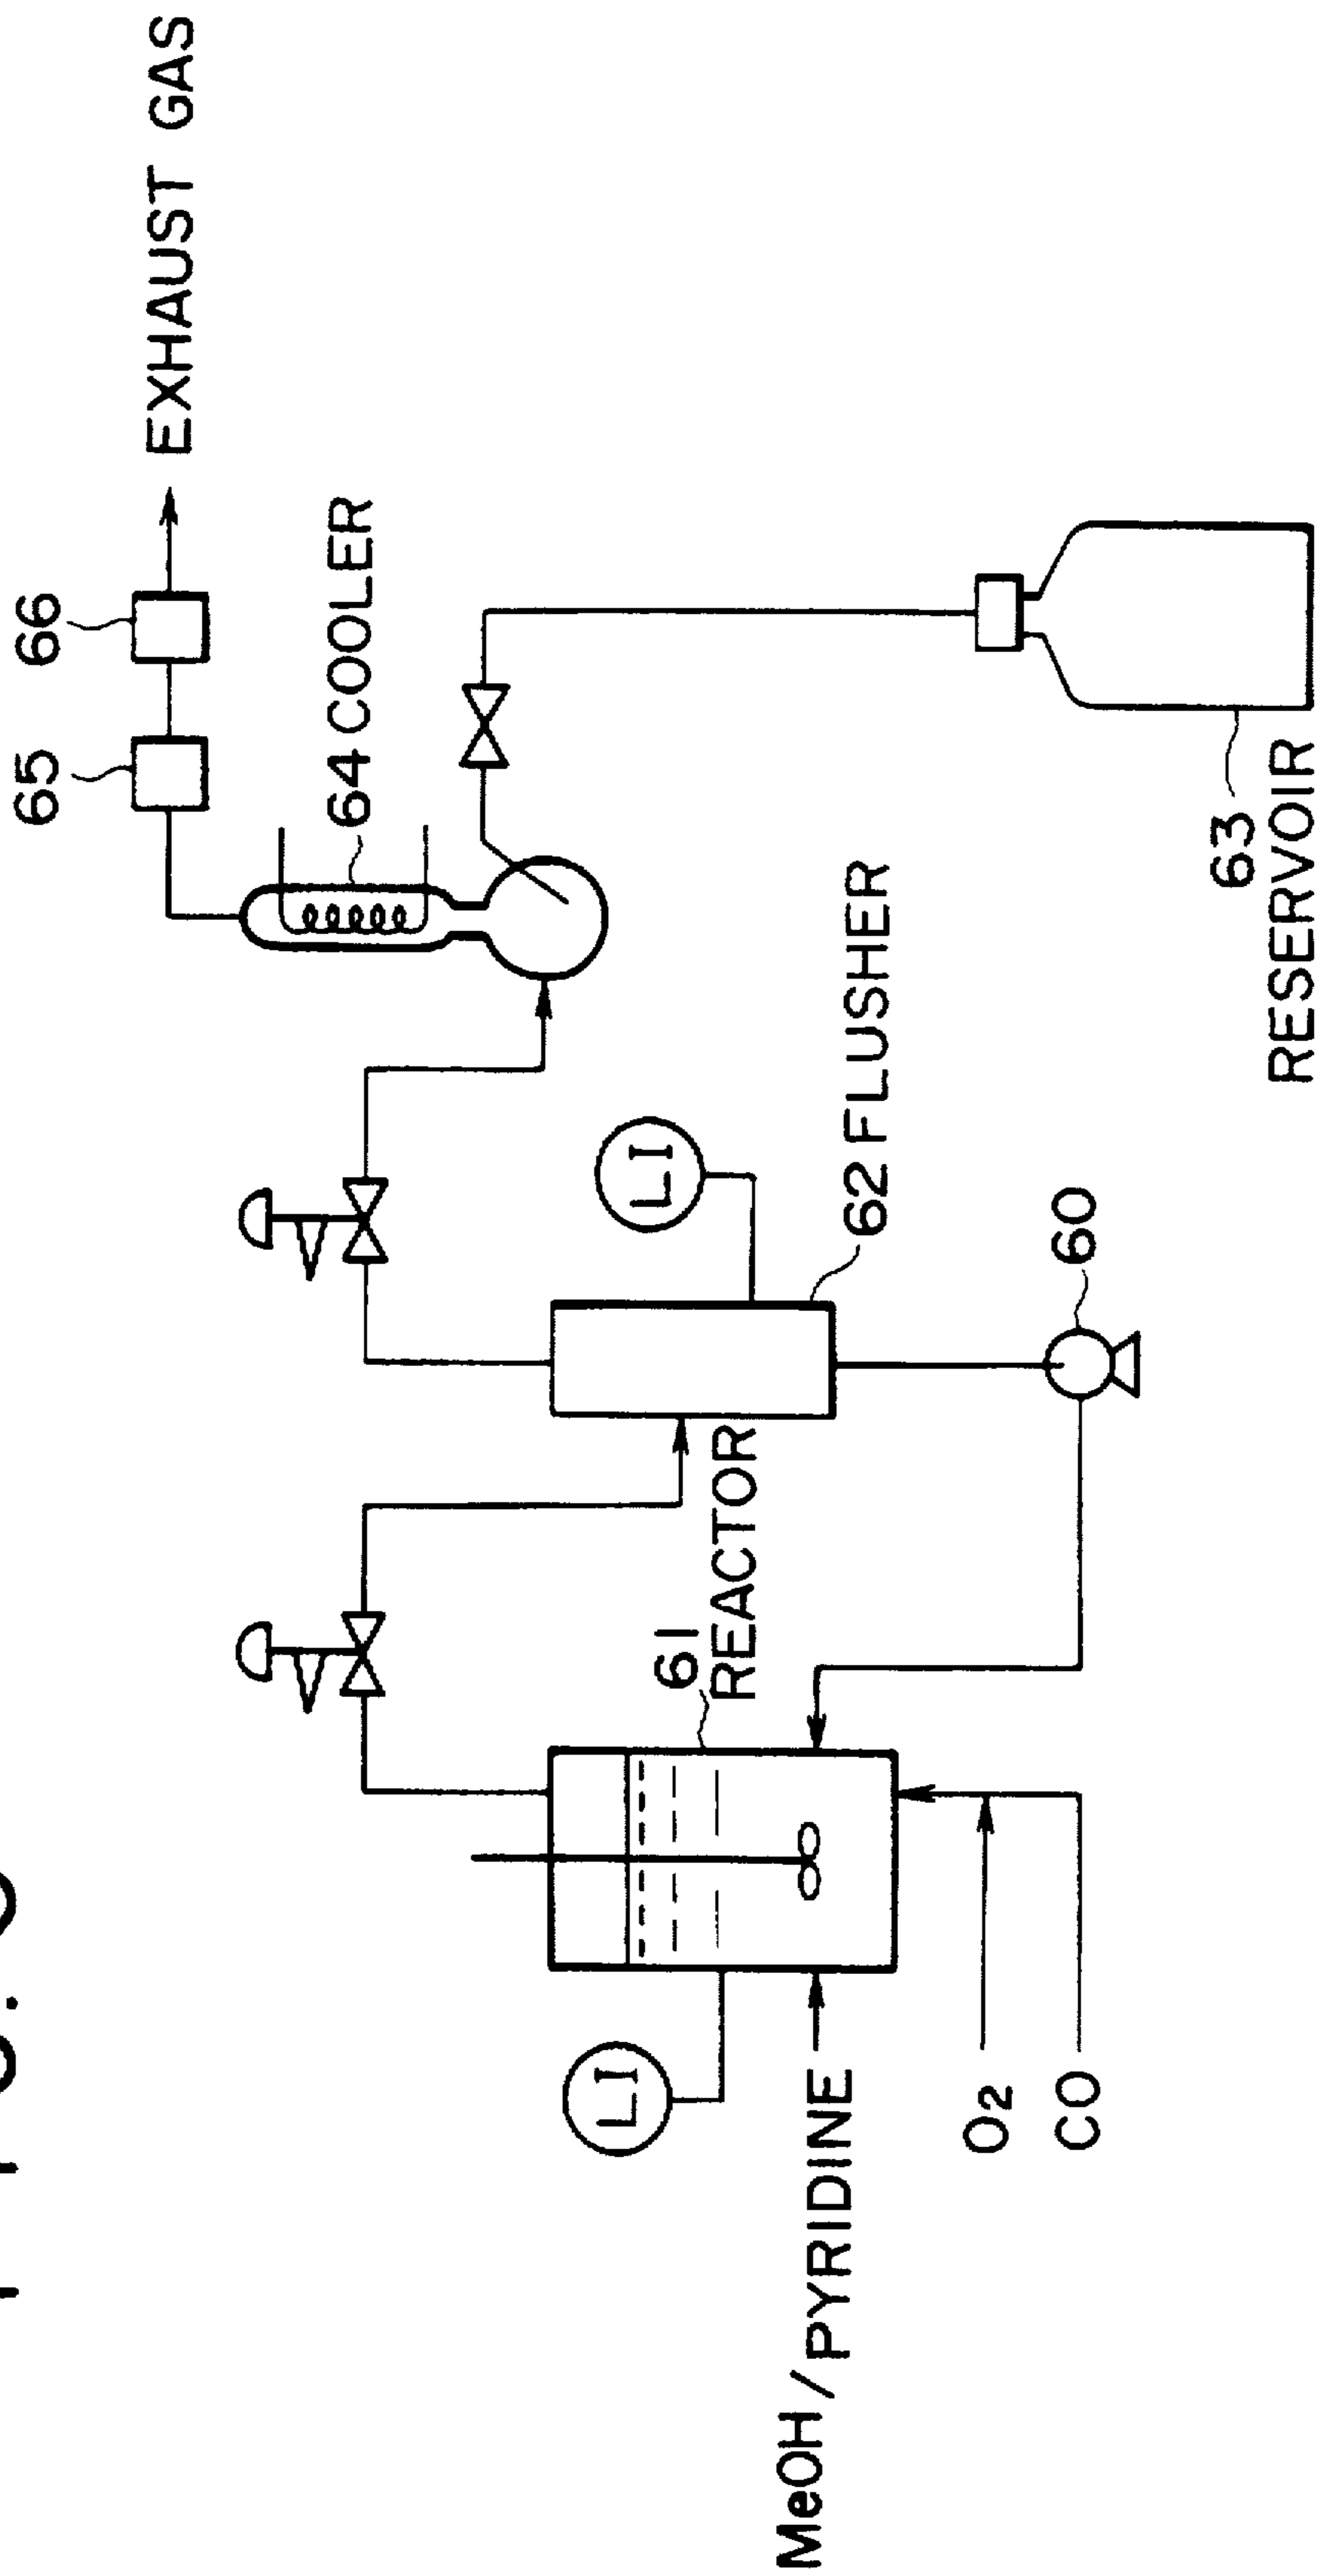 65
66
EXHAUST GAS
64 COOLER
LI
61
REACTOR
LI
62 FLUSHER
MeOH/PYRIDINE
O2
CO
60
63
RESERVOIR